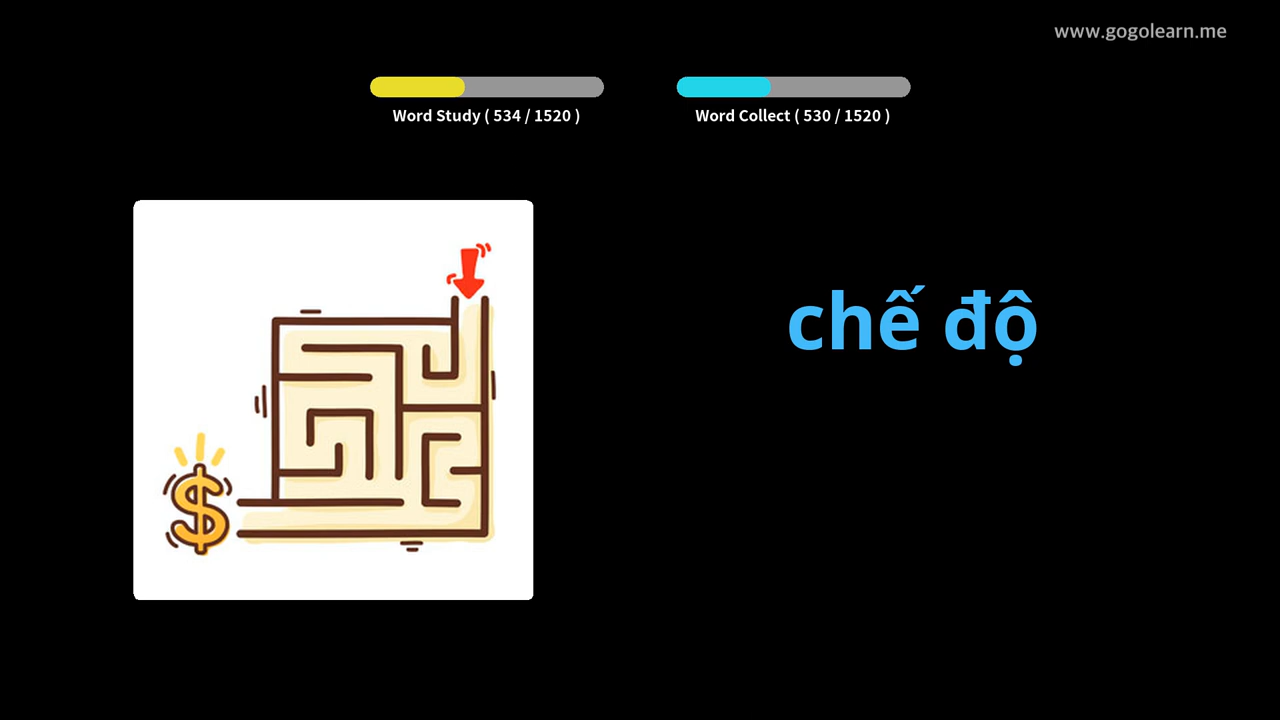 www.gogolearn.me
Word Study ( 534 / 1520 )
Word Collect ( 530 / 1520 )
$
chế độ